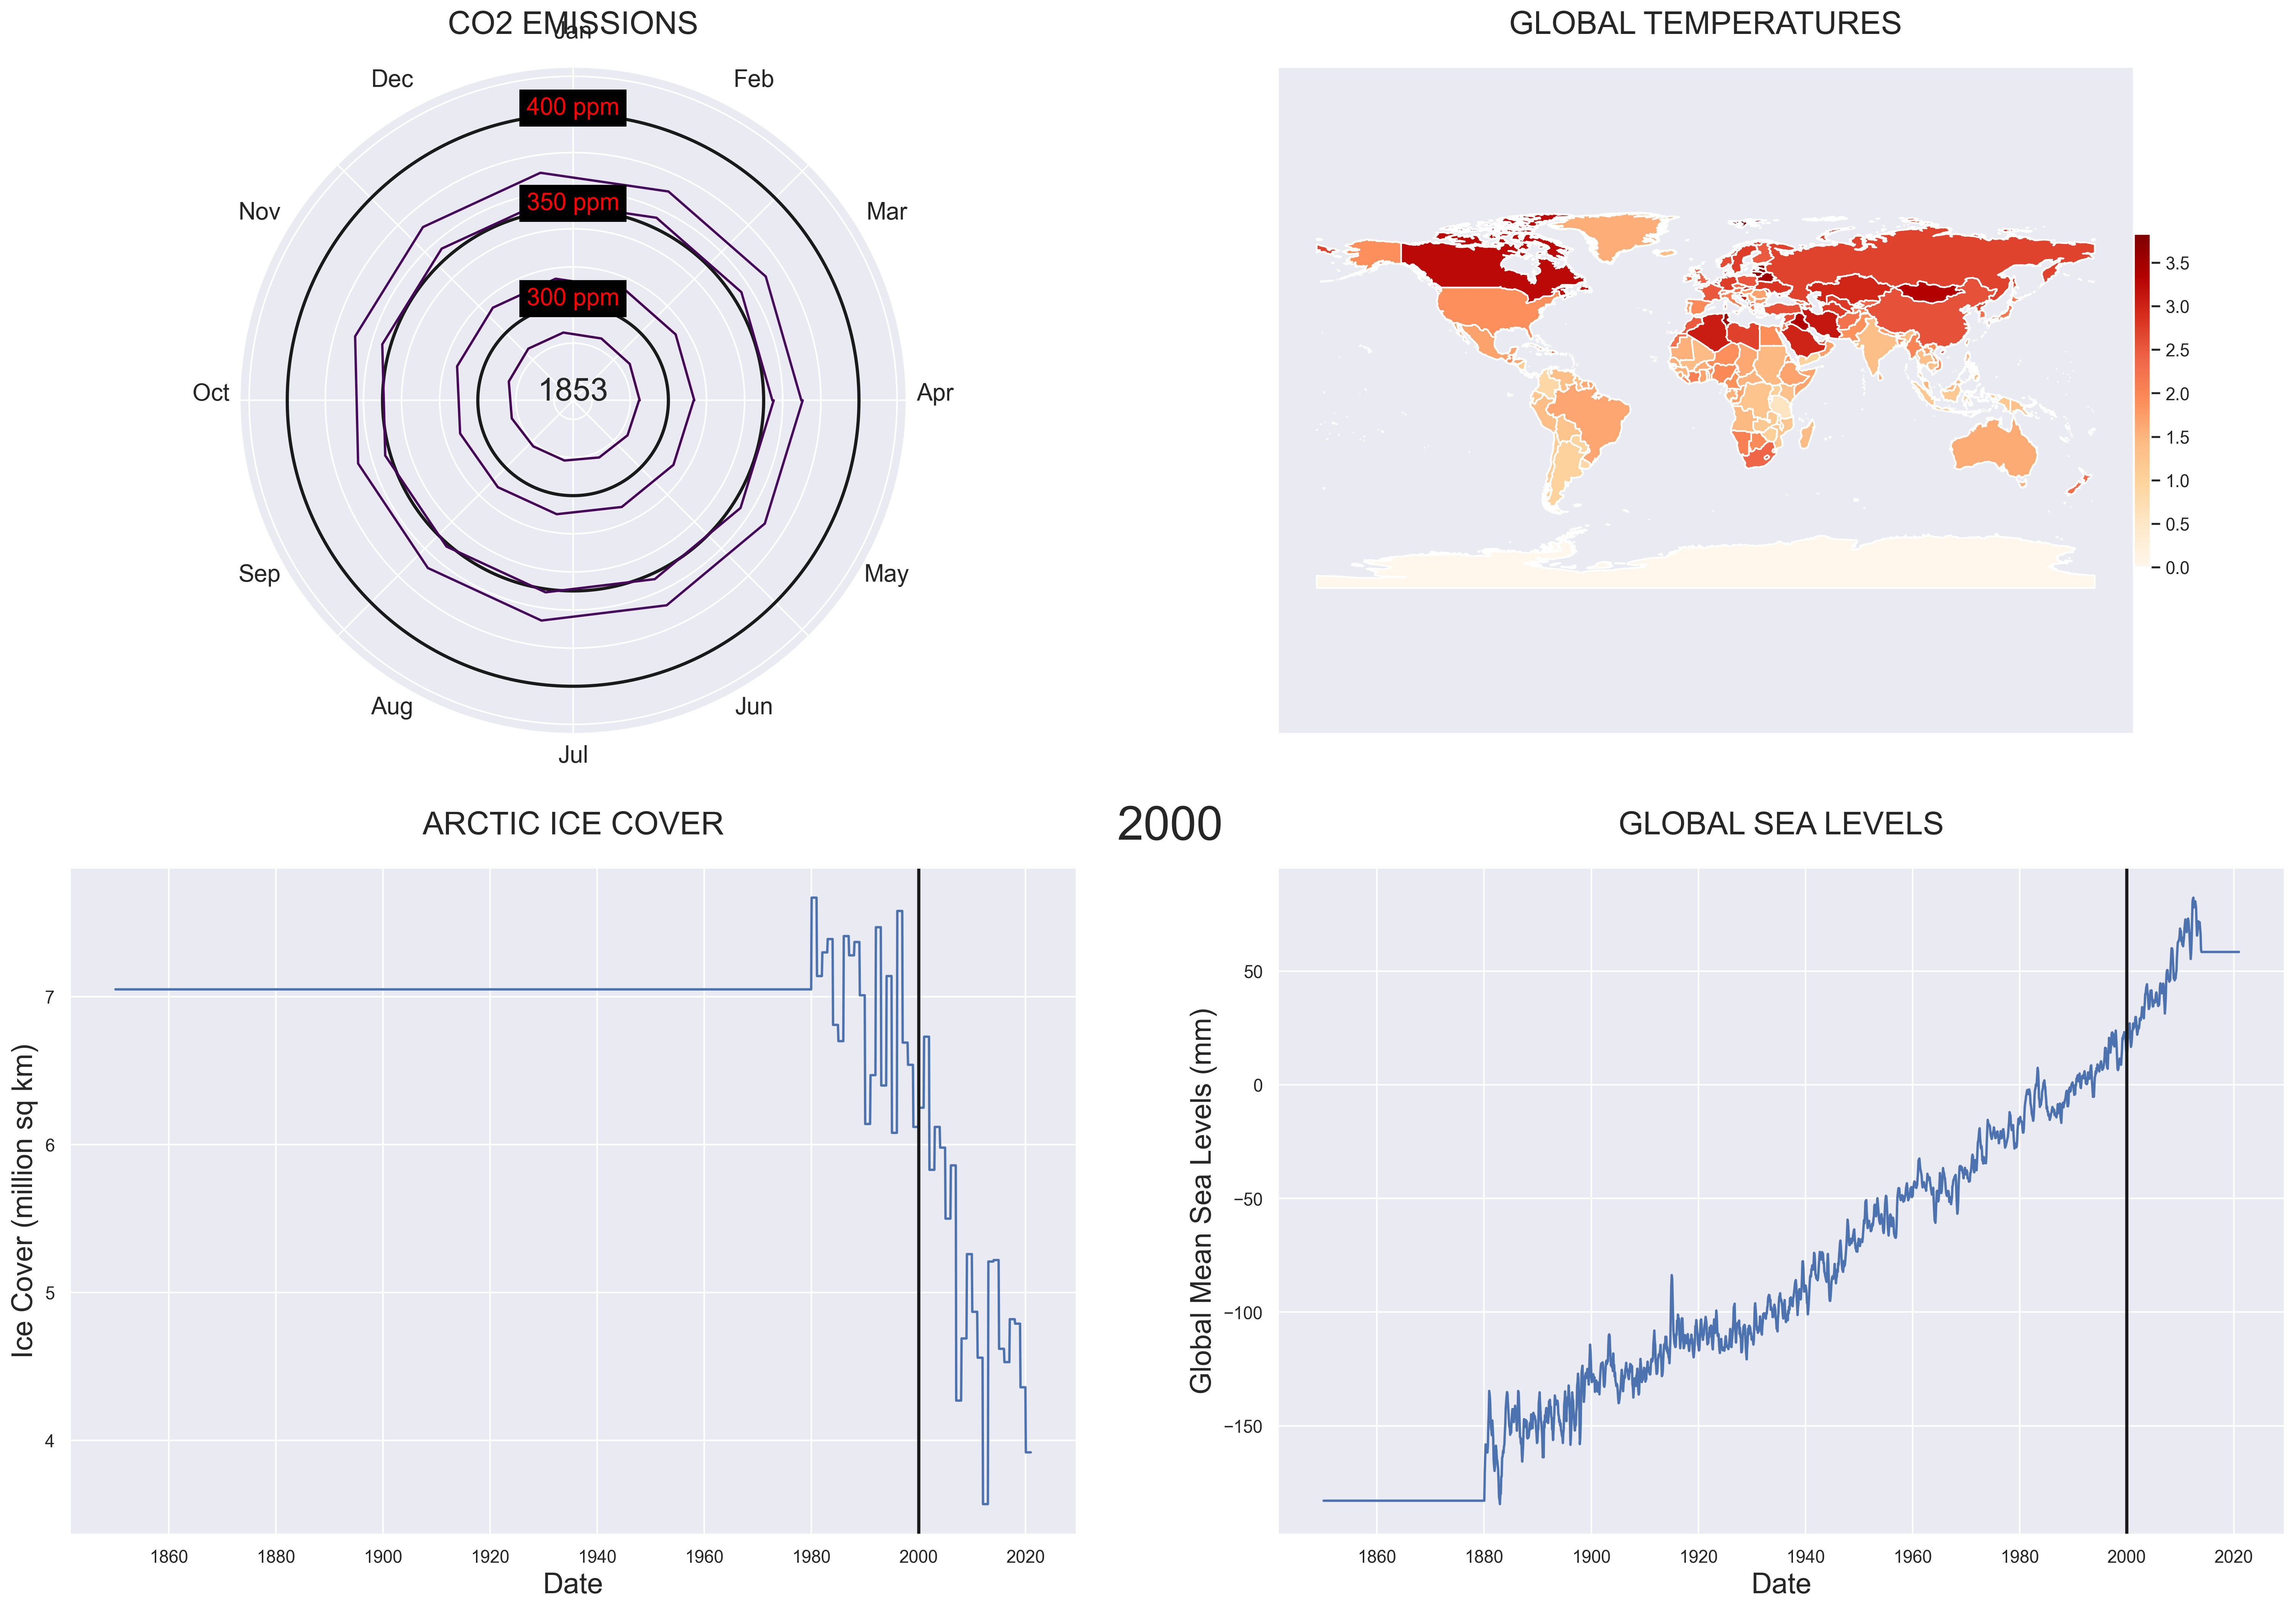 CO2 EMISSIONS
Jan
Dec
Feb
400 ppm
Nov
350 ppm
Mar
300 ppm
1853
Oct
Apr
Sep
May
Aug
Jun
Jul
GLOBAL TEMPERATURES
3.5
3.0
2.5
2.0
1.5
1.0
0.5
0.0
2000
ARCTIC ICE COVER
Ice Cover (million sq km)
7
6
5
4
1860 1880 1900 1920 1940 1960 1980 2000 2020
Date
GLOBAL SEA LEVELS
Global Mean Sea Levels (mm)
50
0
−50
−100
−150
1860 1880 1900 1920 1940 1960 1980 2000 2020
Date